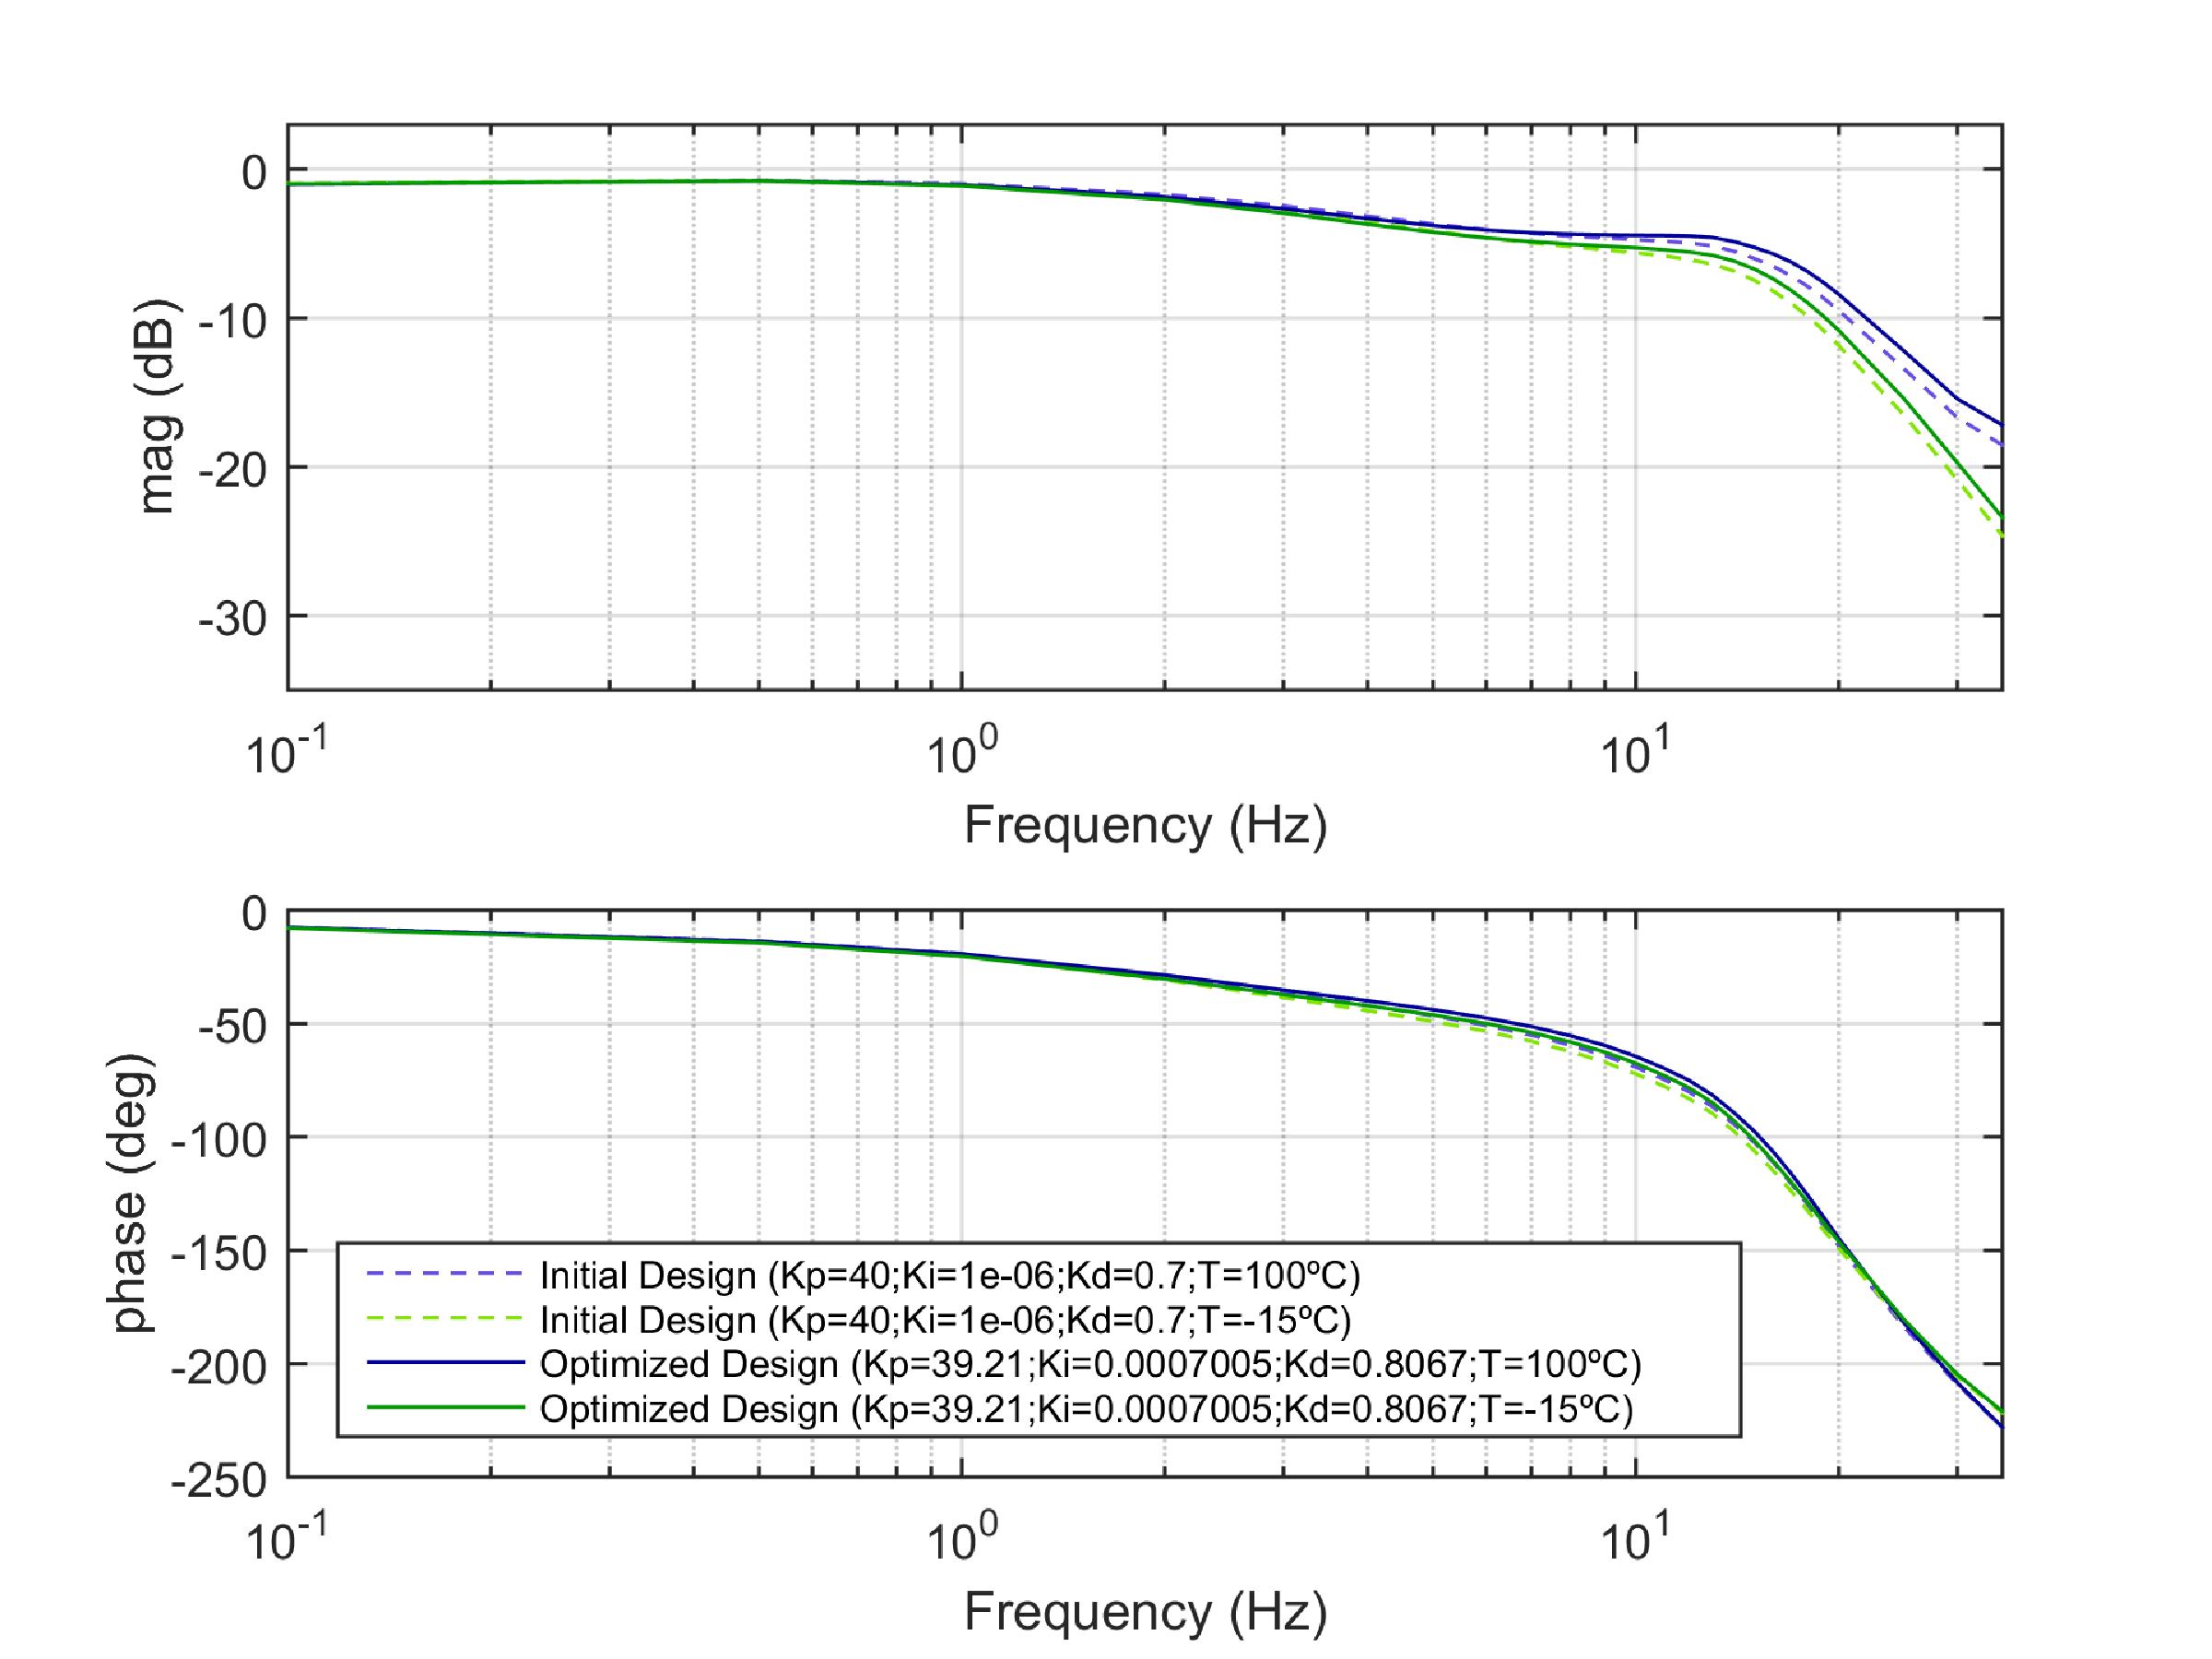 mag (dB)
0
-10
-20
-30
10^-1
10^0
10^1
Frequency (Hz)
phase (deg)
0
-50
-100
-150
-200
-250
Initial Design (Kp=40;Ki=1e-06;Kd=0.7;T=100ºC)
Initial Design (Kp=40;Ki=1e-06;Kd=0.7;T=-15ºC)
Optimized Design (Kp=39.21;Ki=0.0007005;Kd=0.8067;T=100ºC)
Optimized Design (Kp=39.21;Ki=0.0007005;Kd=0.8067;T=-15ºC)
10^-1
10^0
10^1
Frequency (Hz)